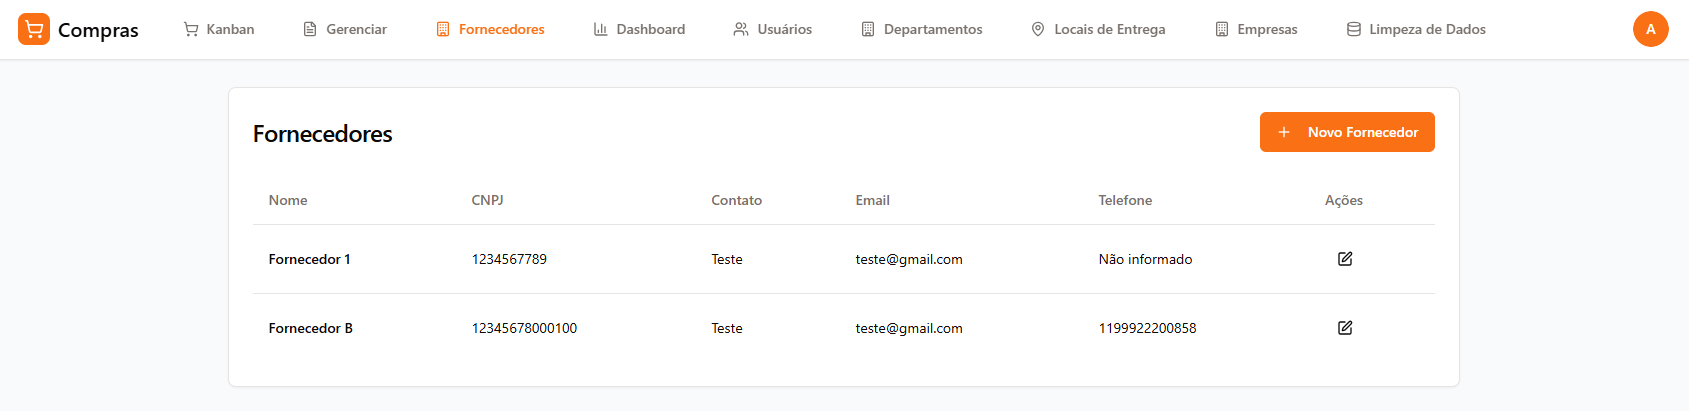 Compras Kanban Gerenciar Fornecedores Dashboard Usuários Departamentos Locais de Entrega Empresas Limpeza de Dados A
Fornecedores + Novo Fornecedor
Nome CNPJ Contato Email Telefone Ações
Fornecedor 1 1234567789 Teste teste@gmail.com Não informado
Fornecedor B 12345678000100 Teste teste@gmail.com 1199922200858